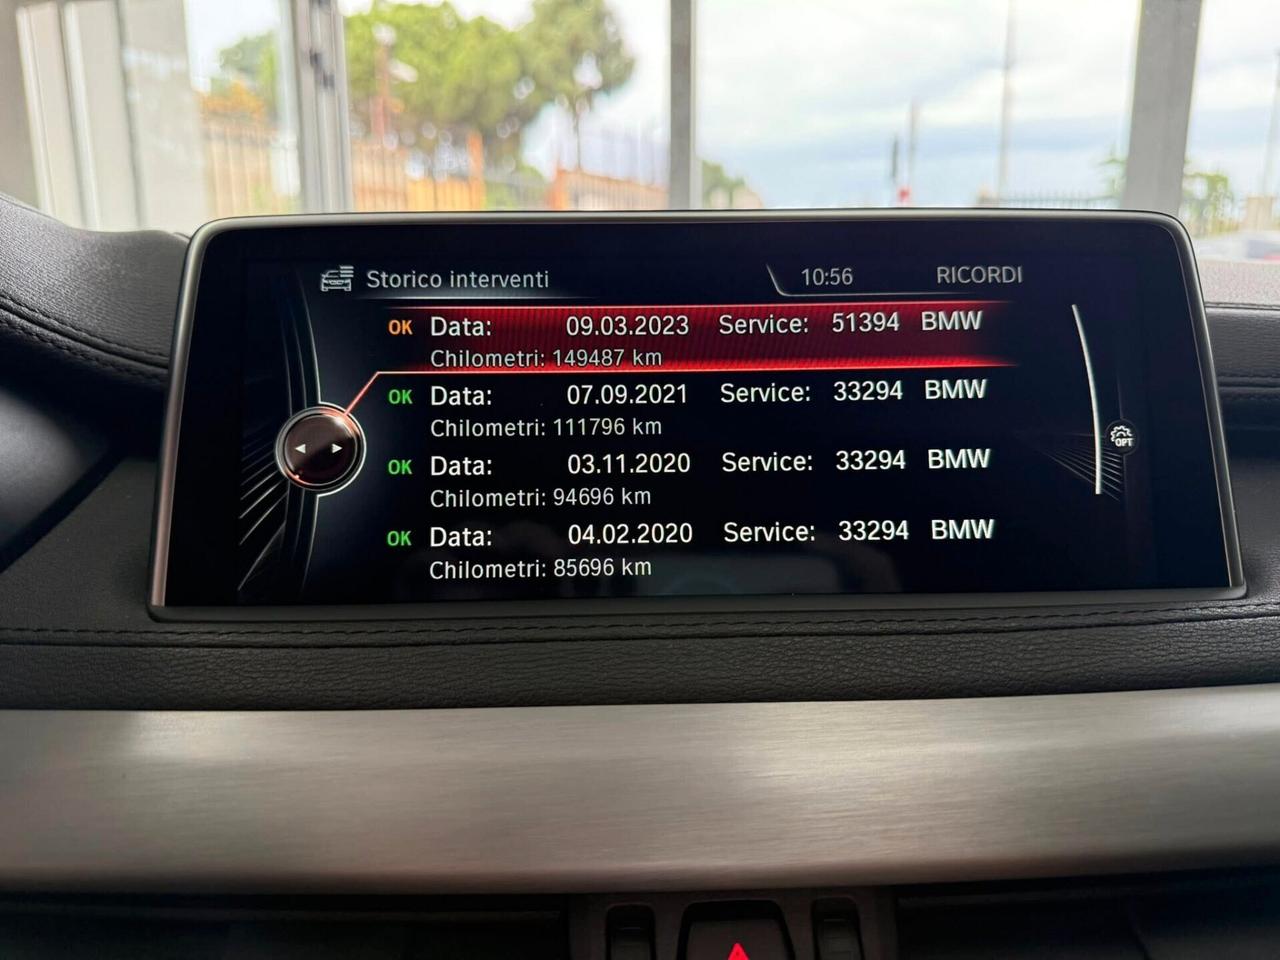 Storico interventi 10:56 RICORDI
OK Data: 09.03.2023 Service: 51394 BMW
Chilometri: 149487 km
OK Data: 07.09.2021 Service: 33294 BMW
Chilometri: 111796 km
OK Data: 03.11.2020 Service: 33294 BMW
Chilometri: 94696 km
OK Data: 04.02.2020 Service: 33294 BMW
Chilometri: 85696 km
OPT